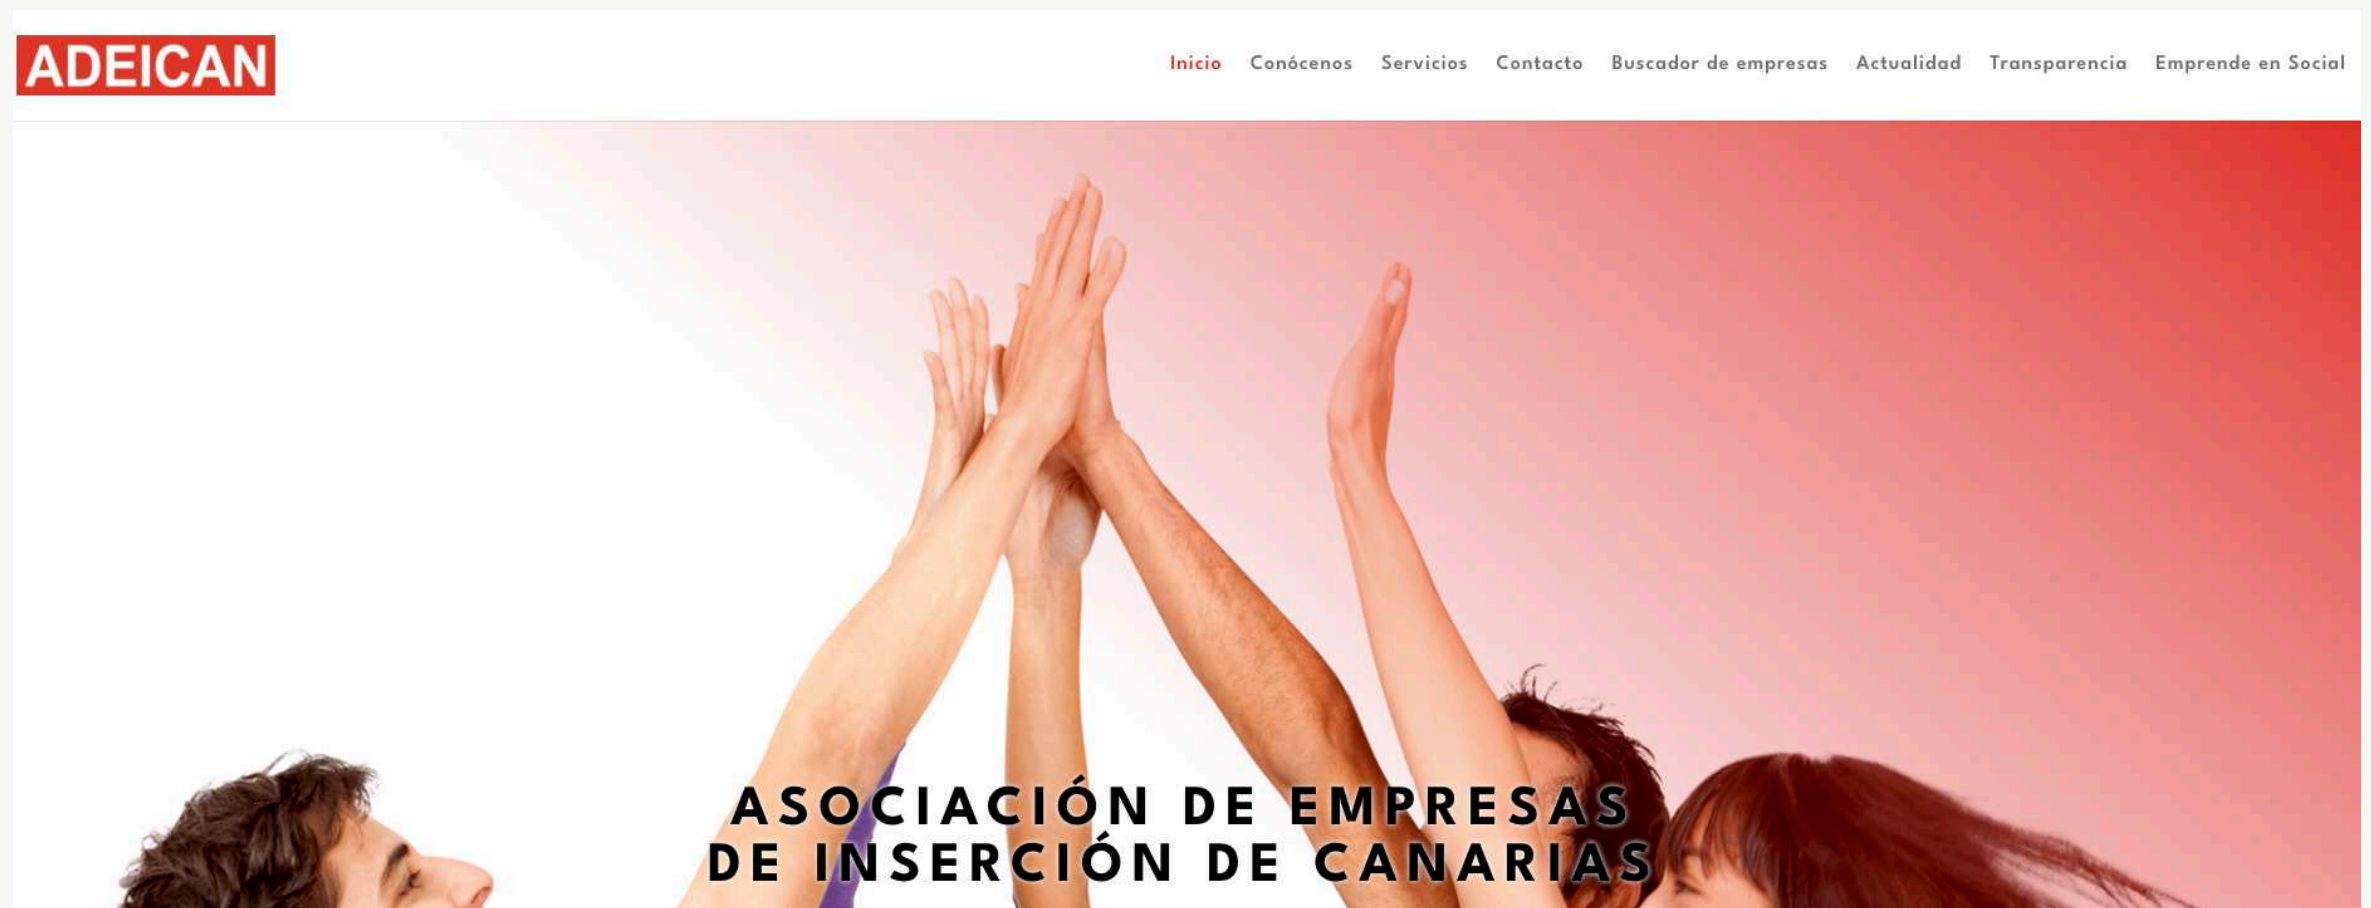 ADEICAN
Inicio Conócenos Servicios Contacto Buscador de empresas Actualidad Transparencia Emprende en Social
ASOCIACIÓN DE EMPRESAS
DE INSERCIÓN DE CANARIAS